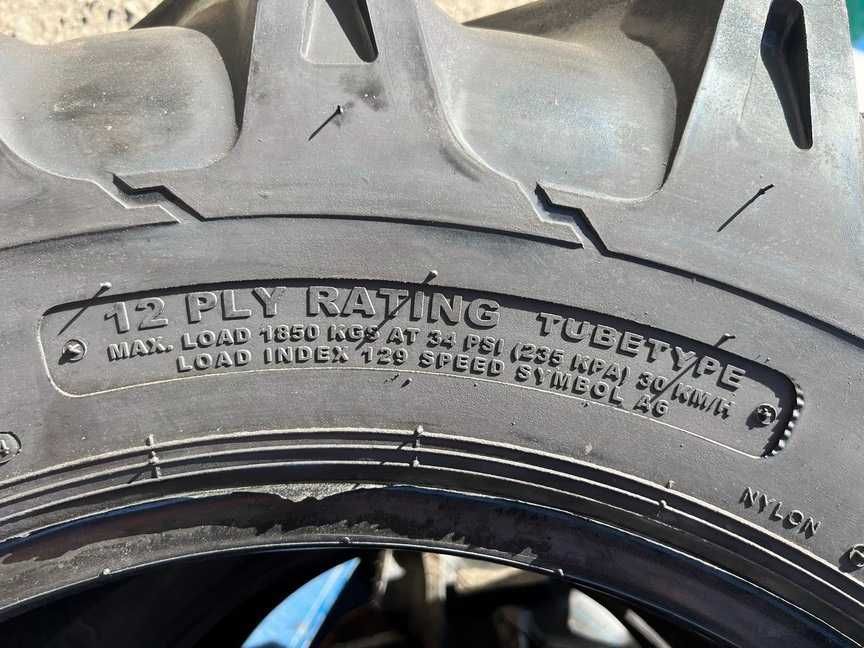 12 PLY RATING TUBETYPE
MAX. LOAD 1850 KGS AT 34 PSI (235 KPA) 30 KM/H
LOAD INDEX 129 SPEED SYMBOL A6
NYLON